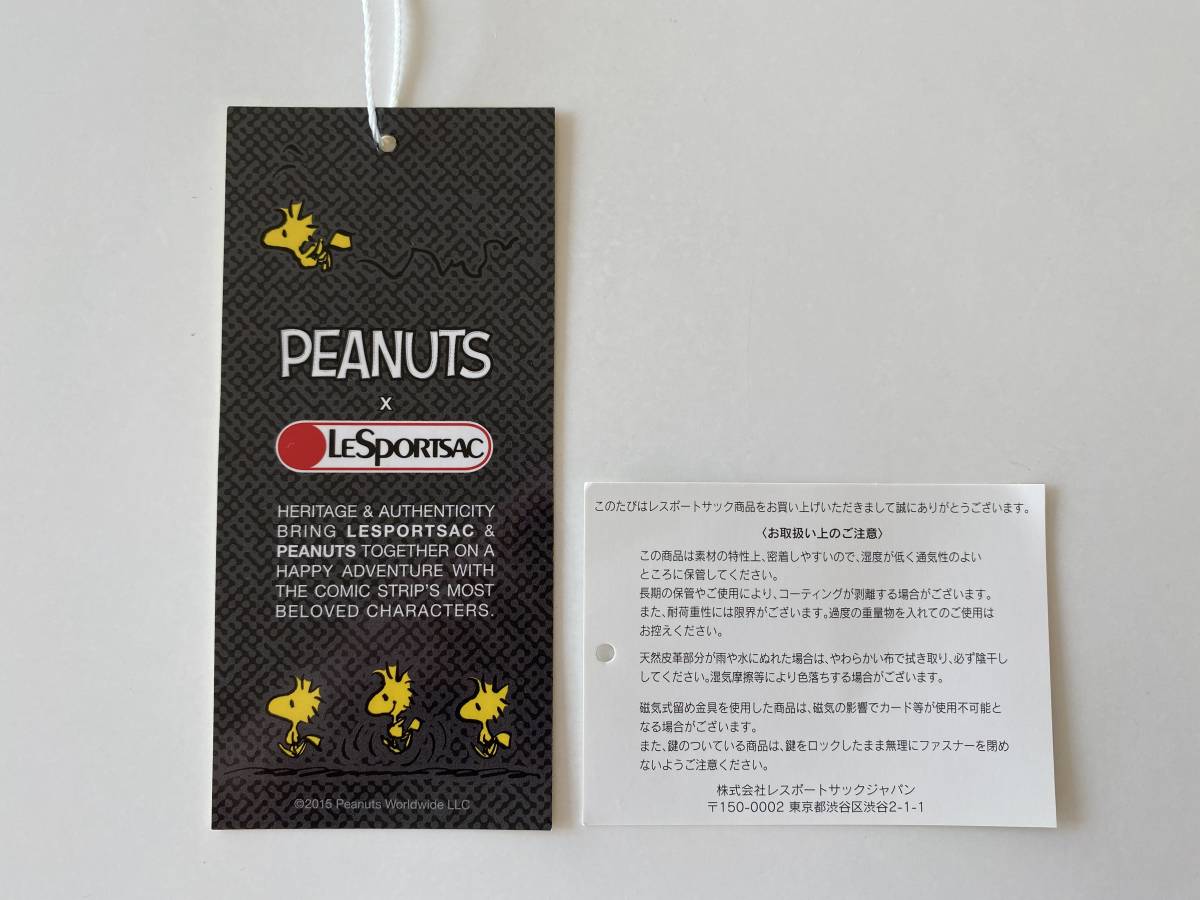 PEANUTS
X
LESPORTSAC
HERITAGE & AUTHENTICITY
BRING LESPORTSAC &
PEANUTS TOGETHER ON A
HAPPY ADVENTURE WITH
THE COMIC STRIP'S MOST
BELOVED CHARACTERS.
©2015 Peanuts Worldwide LLC
このたびはレスポートサック商品をお買い上げいただきまして誠にありがとうございます。
〈お取扱い上のご注意〉
この商品は素材の特性上、密着しやすいので、湿度が低く通気性のよい
ところに保管してください。
長期の保管やご使用により、コーティングが剥離する場合がございます。
また、耐荷重性には限界がございます。過度の重量物を入れてのご使用は
お控えください。
天然皮革部分が雨や水にぬれた場合は、やわらかい布で拭き取り、必ず陰干し
してください。湿気摩擦等により色落ちする場合がございます。
磁気式留め金具を使用した商品は、磁気の影響でカード等が使用不可能と
なる場合がございます。
また、鍵のついている商品は、鍵をロックしたまま無理にファスナーを閉め
ないようご注意ください。
株式会社レスポートサックジャパン
〒150-0002 東京都渋谷区渋谷2-1-1